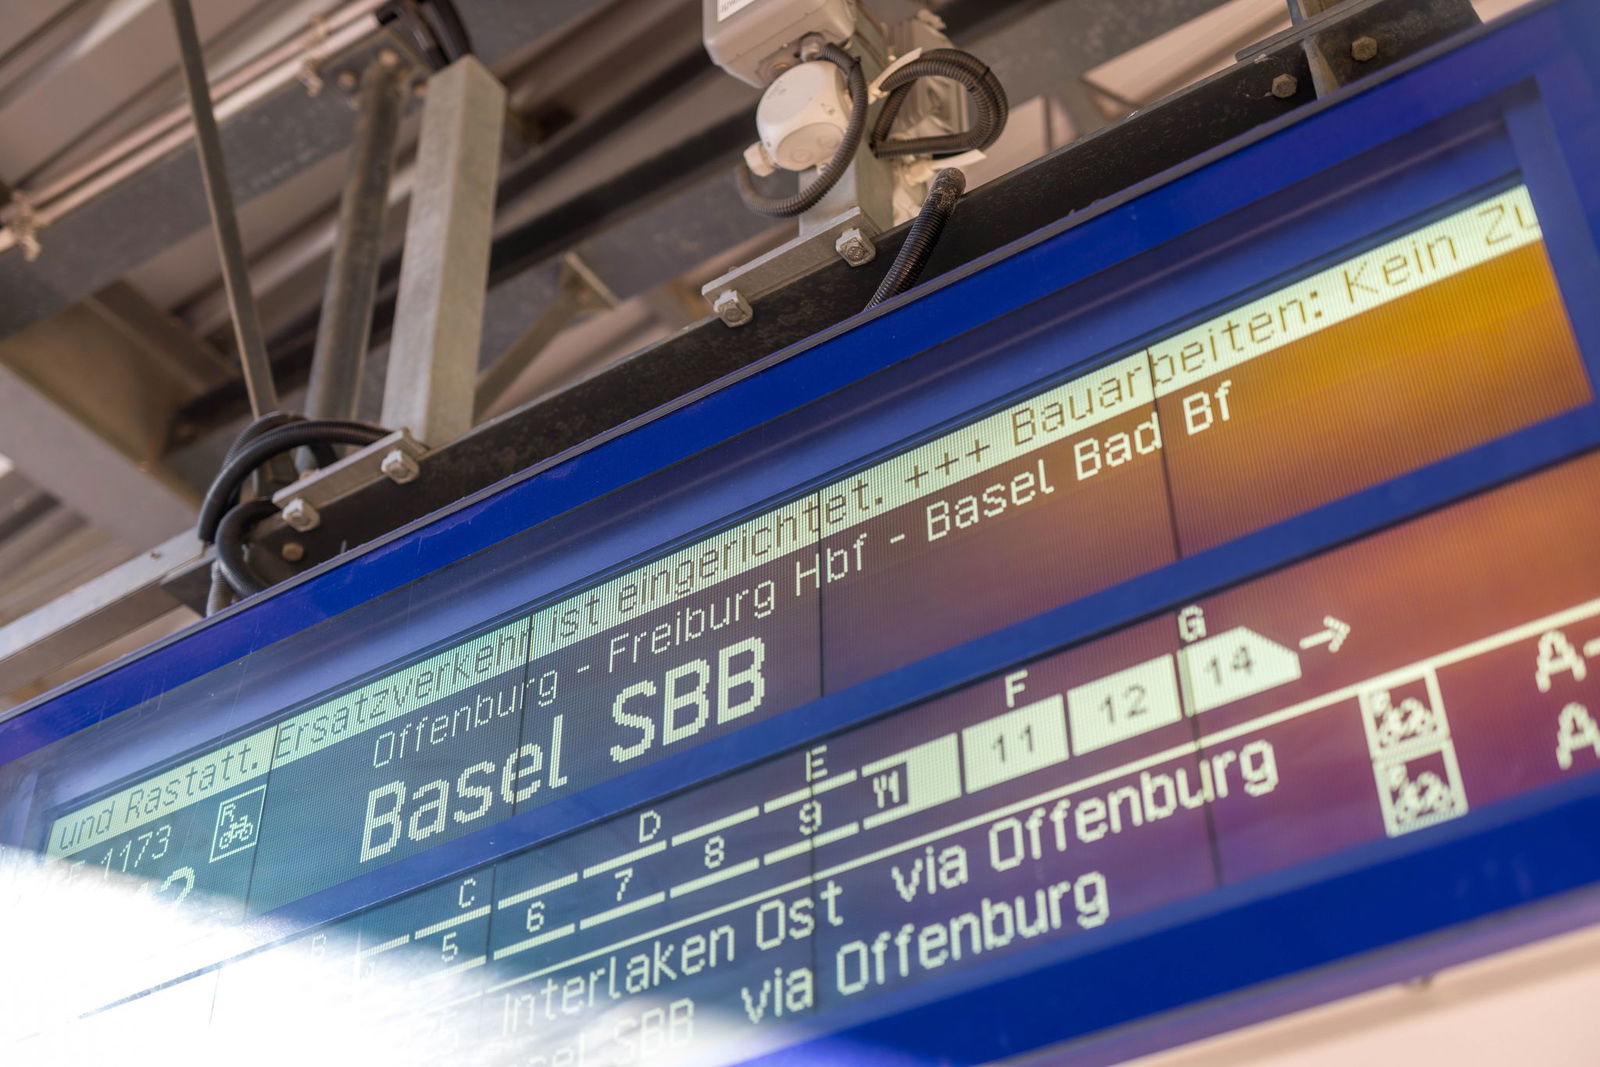 und Rastatt. Ersatzverkehr ist eingerichtet. +++ Bauarbeiten: Kein Zu
1173 R Offenburg - Freiburg Hbf - Basel Bad Bf
Basel SBB
B C D E F G
5 6 7 8 9 11 12 14
Interlaken Ost via Offenburg R A-
SBB via Offenburg R A-